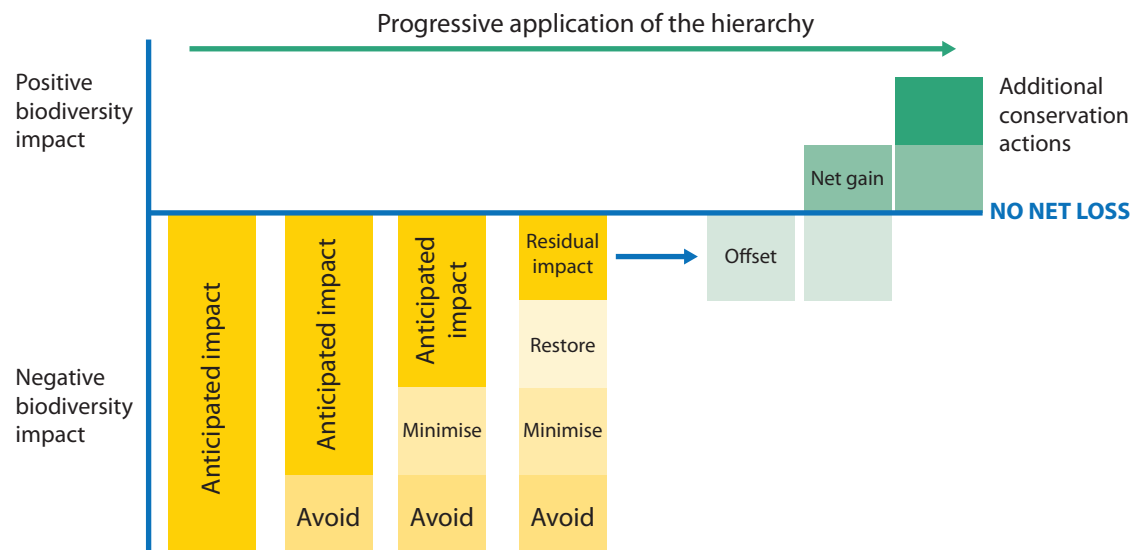 Progressive application of the hierarchy
Positive
biodiversity
impact
Additional
conservation
actions
Net gain
NO NET LOSS
Anticipated impact
Anticipated impact
Anticipated
impact
Residual
impact
Offset
Restore
Negative
biodiversity
impact
Minimise
Minimise
Avoid
Avoid
Avoid